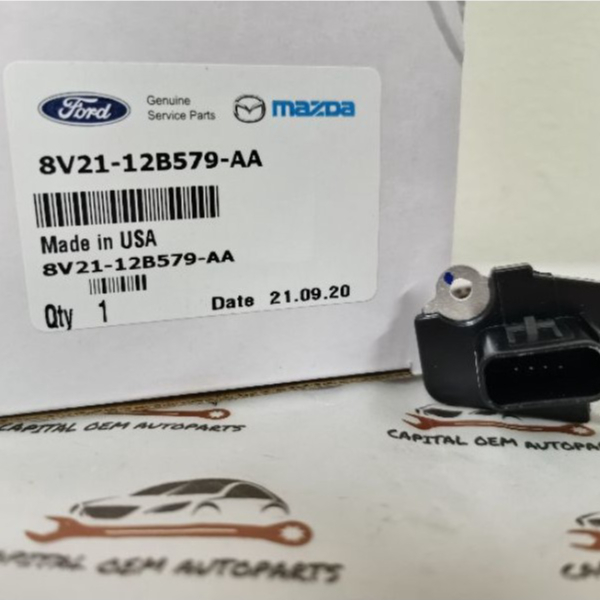 Ford
Genuine
Service Parts
mazda
8V21-12B579-AA
Made in USA
8V21-12B579-AA
Qty 1
Date 21.09.20
CAPITAL OEM AUTOPARTS
CAPITAL OEM AUTOPARTS
CAPITAL OEM AUTOPARTS